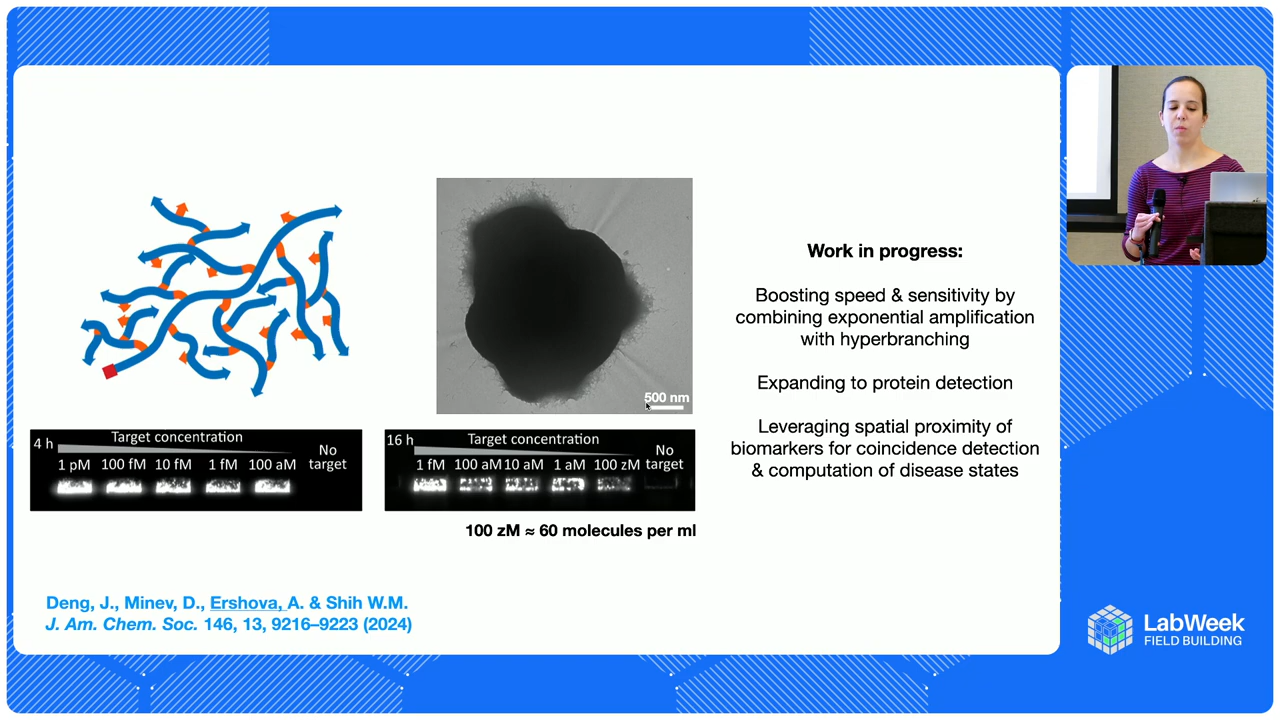 500 nm
4 h
Target concentration
1 pM 100 fM 10 fM 1 fM 100 aM
No
target
16 h
Target concentration
1 fM 100 aM 10 aM 1 aM 100 zM
No
target
100 zM ≈ 60 molecules per ml
Work in progress:
Boosting speed & sensitivity by
combining exponential amplification
with hyperbranching
Expanding to protein detection
Leveraging spatial proximity of
biomarkers for coincidence detection
& computation of disease states
Deng, J., Minev, D., Ershova, A. & Shih W.M.
J. Am. Chem. Soc. 146, 13, 9216–9223 (2024)
LabWeek
FIELD BUILDING